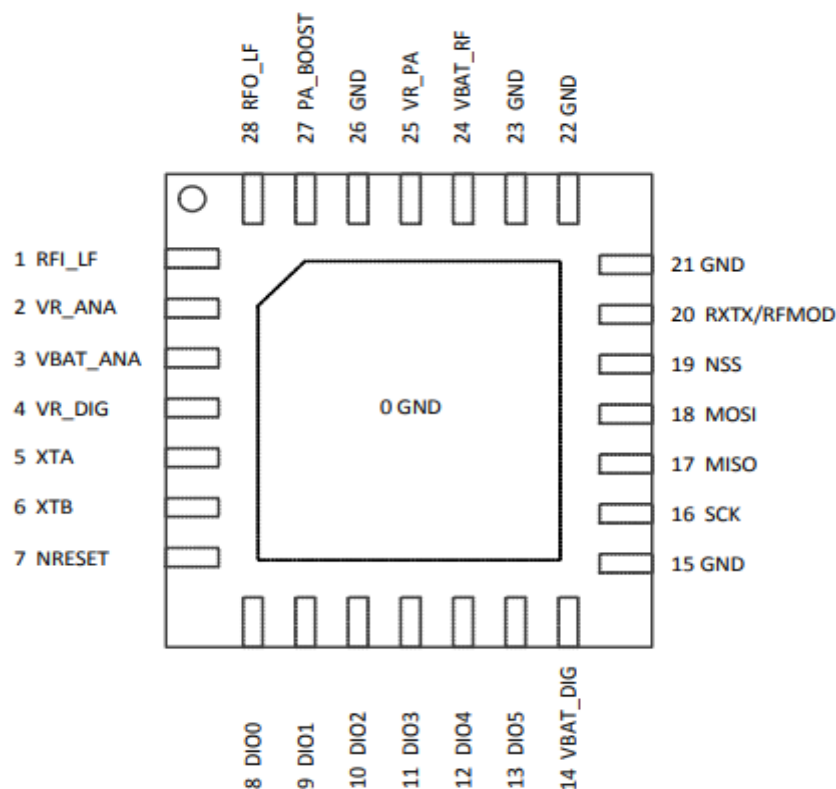 28 RFO_LF
27 PA_BOOST
26 GND
25 VR_PA
24 VBAT_RF
23 GND
22 GND
1 RFI_LF
2 VR_ANA
3 VBAT_ANA
4 VR_DIG
5 XTA
6 XTB
7 NRESET
0 GND
21 GND
20 RXTX/RFMOD
19 NSS
18 MOSI
17 MISO
16 SCK
15 GND
8 DIO0
9 DIO1
10 DIO2
11 DIO3
12 DIO4
13 DIO5
14 VBAT_DIG